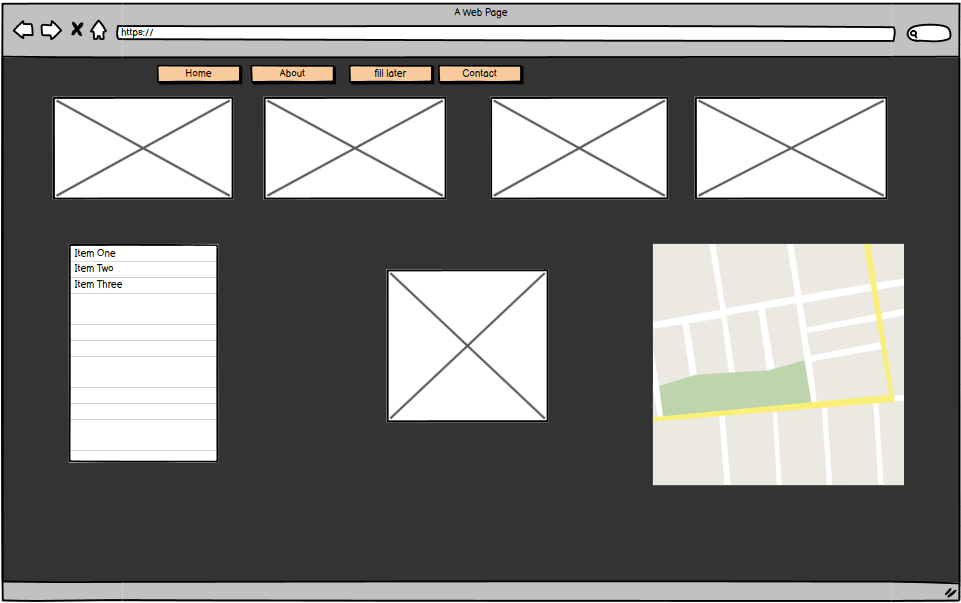 A Web Page
https://
Home About fill later Contact
Item One
Item Two
Item Three